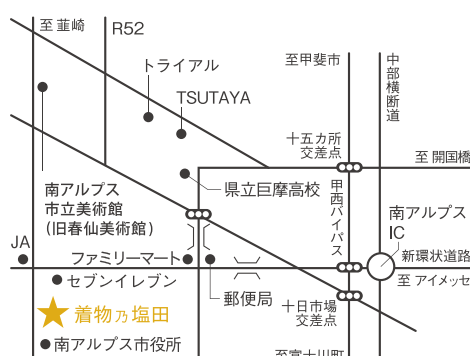 至 韮崎
R52
トライアル
TSUTAYA
至甲斐市
中部横断道
十五カ所
交差点
至 開国橋
南アルプス
市立美術館
(旧春仙美術館)
県立巨摩高校
甲西バイパス
南アルプス
IC
JA
ファミリーマート
新環状道路
セブンイレブン
郵便局
至 アイメッセ
着物乃塩田
十日市場
交差点
南アルプス市役所
至富士川町